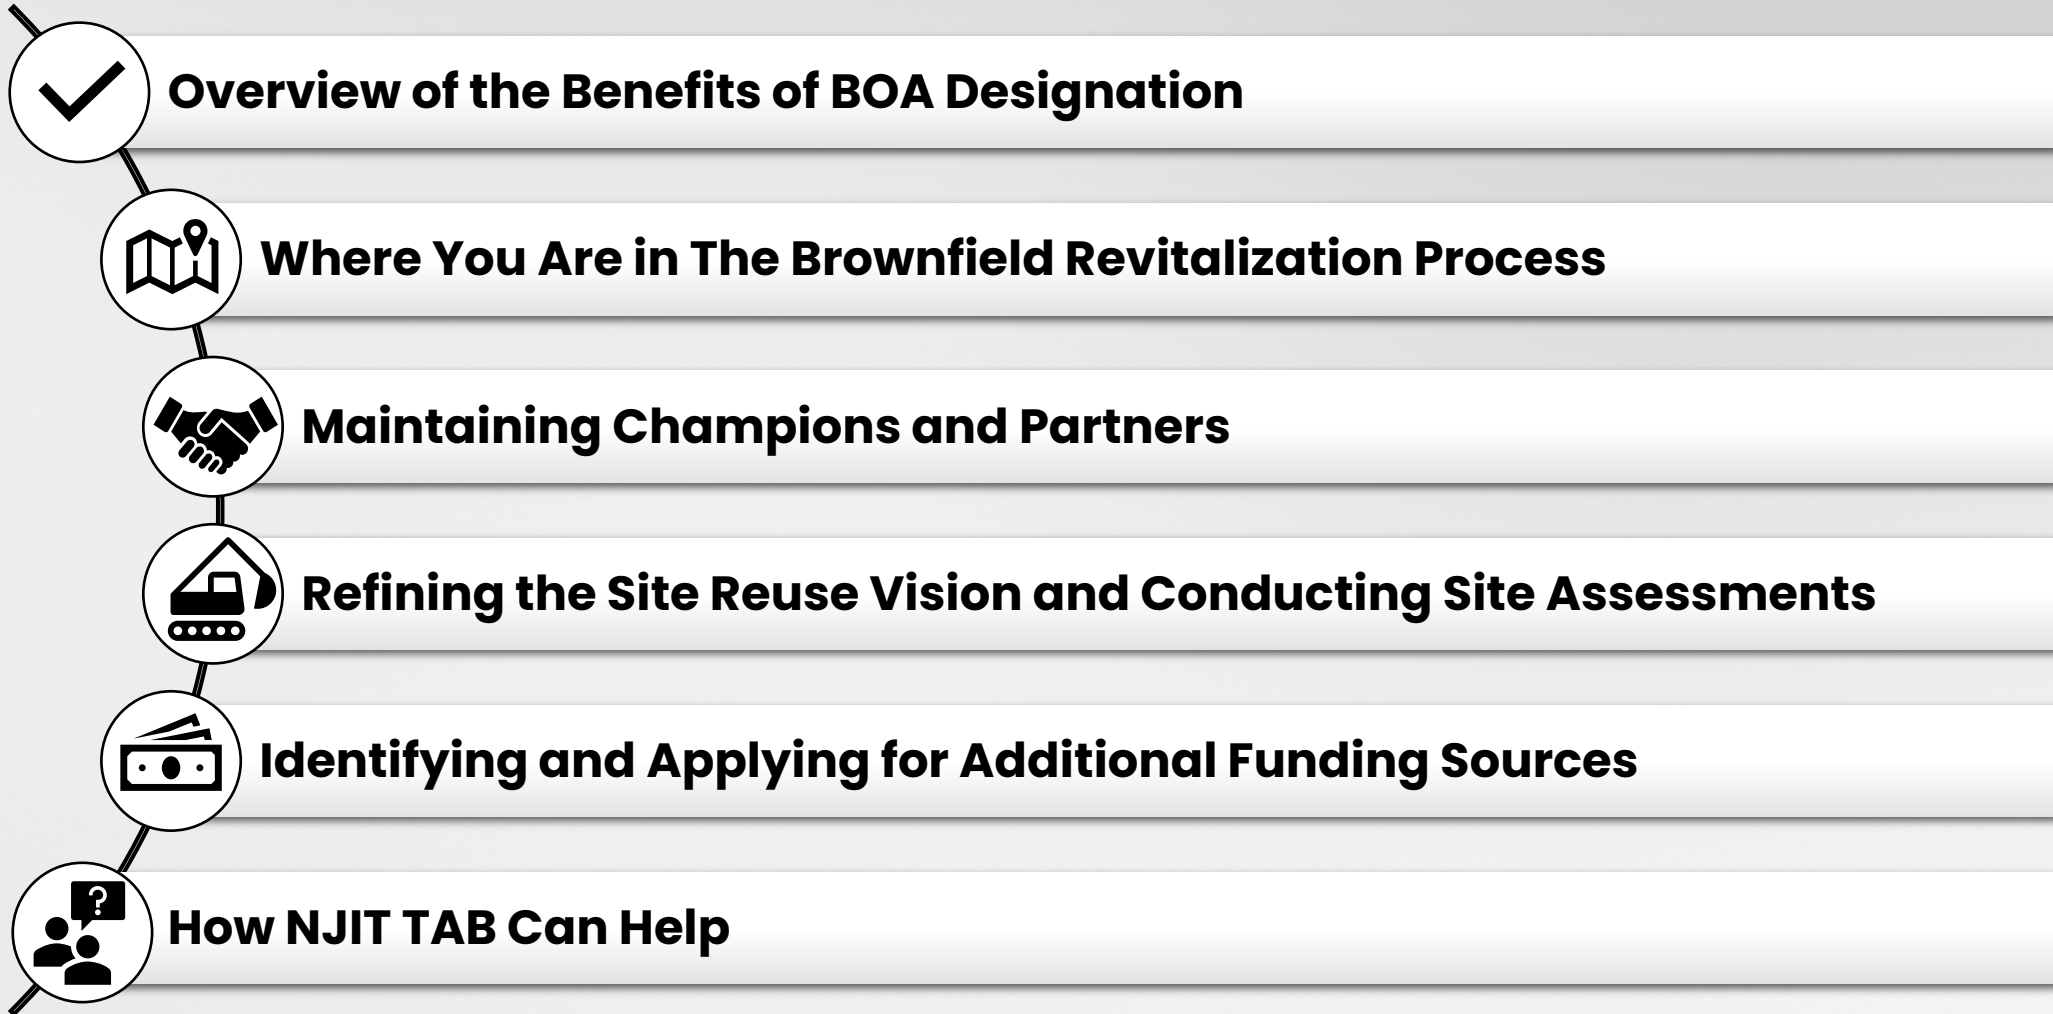 Overview of the Benefits of BOA Designation
Where You Are in The Brownfield Revitalization Process
Maintaining Champions and Partners
Refining the Site Reuse Vision and Conducting Site Assessments
Identifying and Applying for Additional Funding Sources
?
How NJIT TAB Can Help